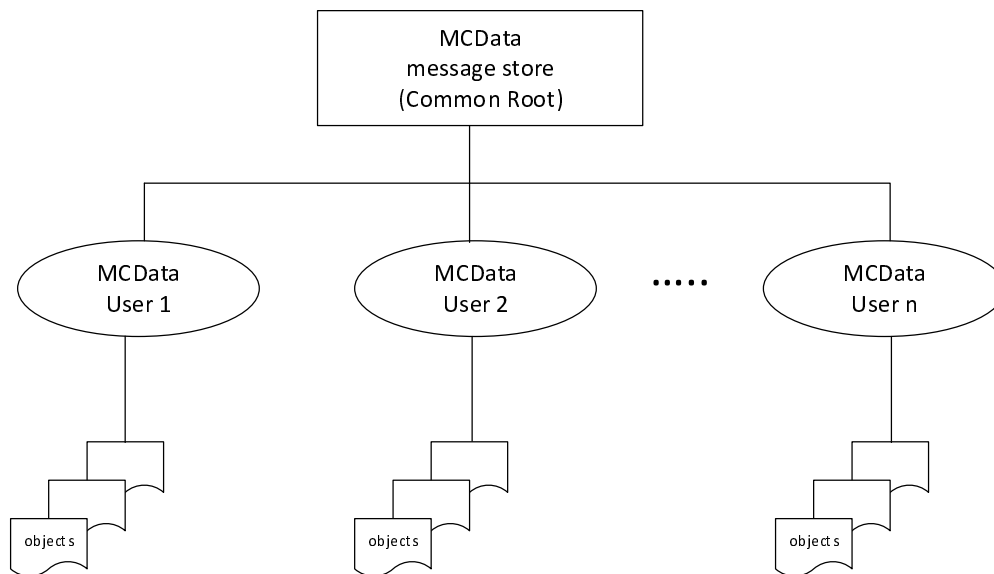 MCData
message store
(Common Root)
MCData
User 1
MCData
User 2
.....
MCData
User n
objects
objects
objects